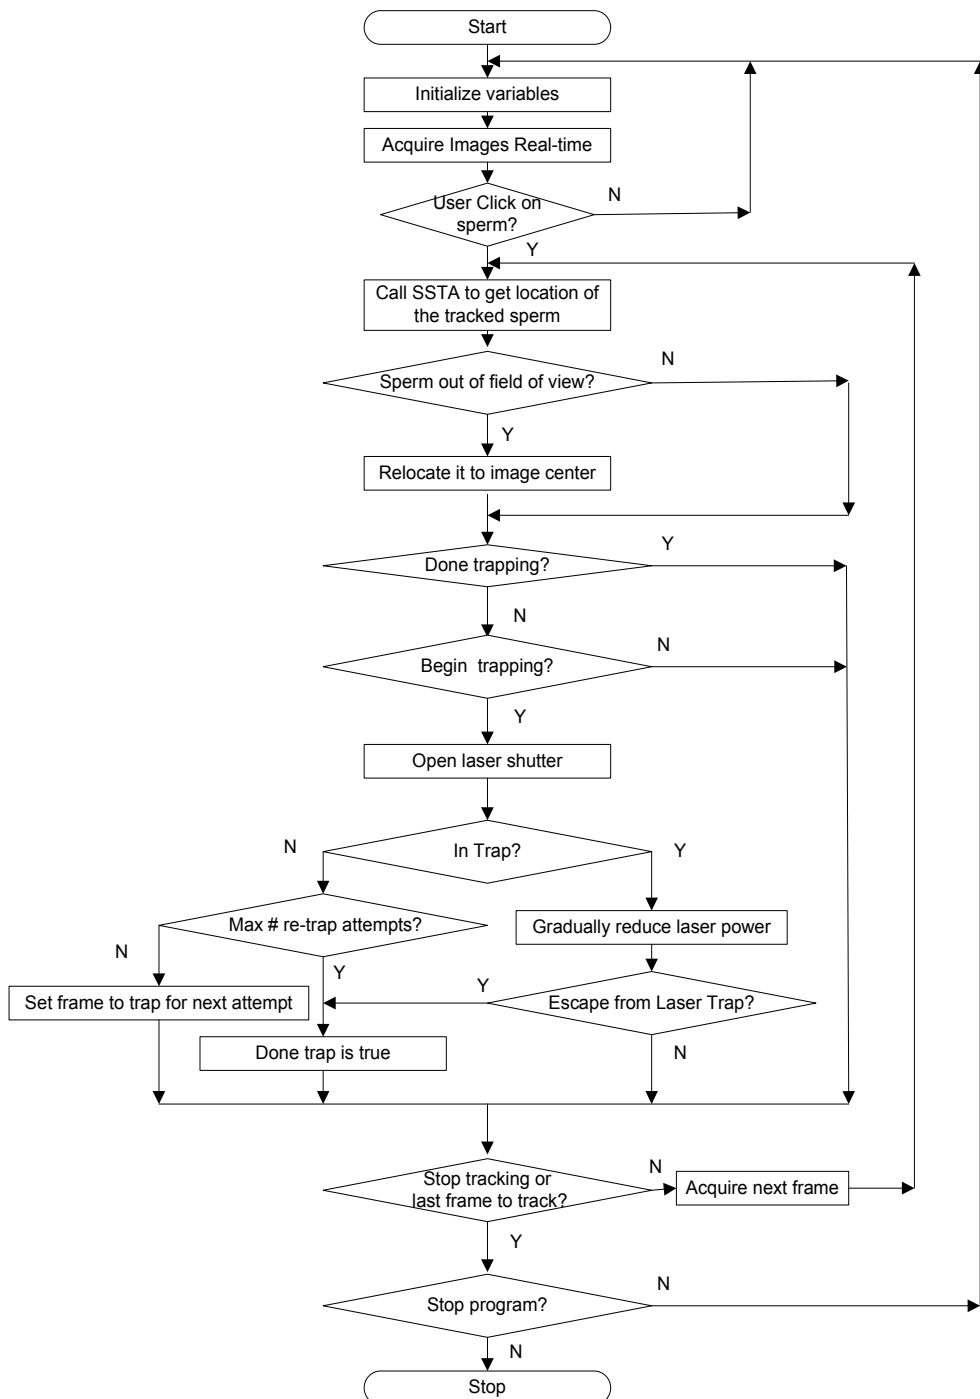 Start
Initialize variables
Acquire Images Real-time
User Click on
sperm?
N
Y
Call SSTA to get location of
the tracked sperm
Sperm out of field of view?
N
Y
Relocate it to image center
Done trapping?
Y
N
Begin trapping?
N
Y
Open laser shutter
In Trap?
N
Y
Max # re-trap attempts?
Gradually reduce laser power
N
Y
Set frame to trap for next attempt
Escape from Laser Trap?
Y
N
Done trap is true
Stop tracking or
last frame to track?
N
Acquire next frame
Y
Stop program?
N
N
Stop